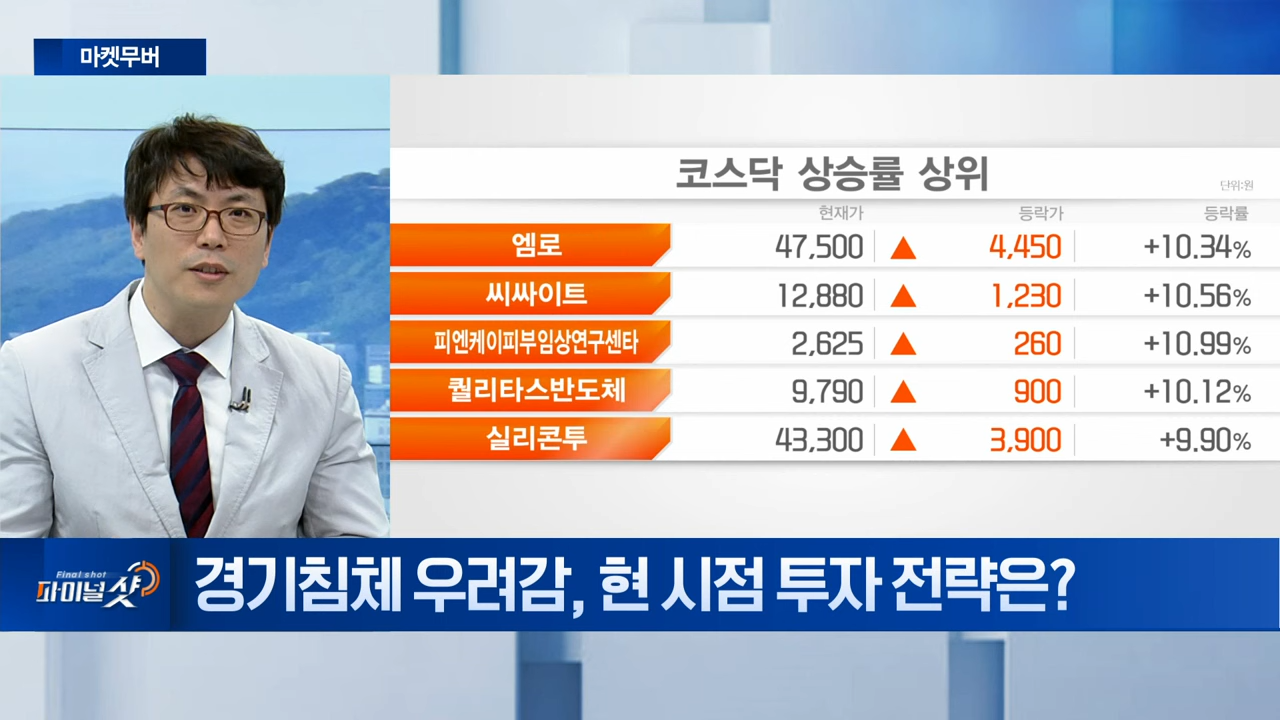 마켓무버
코스닥 상승률 상위
단위:원
현재가 등락가 등락률
엠로 47,500 ▲ 4,450 +10.34%
씨싸이트 12,880 ▲ 1,230 +10.56%
피엔케이피부임상연구센타 2,625 ▲ 260 +10.99%
퀄리타스반도체 9,790 ▲ 900 +10.12%
실리콘투 43,300 ▲ 3,900 +9.90%
Final shot
파이널샷
경기침체 우려감, 현 시점 투자 전략은?